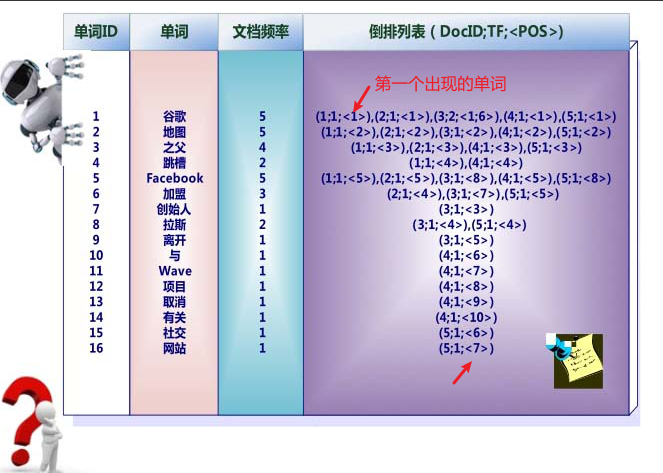 单词ID 单词 文档频率 倒排列表（DocID;TF;<POS>）
第一个出现的单词
1 谷歌 5 (1;1;<1>),(2;1;<1>),(3;2;<1;6>),(4;1;<1>),(5;1;<1>)
2 地图 5 (1;1;<2>),(2;1;<2>),(3;1;<2>),(4;1;<2>),(5;1;<2>)
3 之父 4 (1;1;<3>),(2;1;<3>),(4;1;<3>),(5;1;<3>)
4 跳槽 2 (1;1;<4>),(4;1;<4>)
5 Facebook 5 (1;1;<5>),(2;1;<5>),(3;1;<8>),(4;1;<5>),(5;1;<8>)
6 加盟 3 (2;1;<4>),(3;1;<7>),(5;1;<5>)
7 创始人 1 (3;1;<3>)
8 拉斯 2 (3;1;<4>),(5;1;<4>)
9 离开 1 (3;1;<5>)
10 与 1 (4;1;<6>)
11 Wave 1 (4;1;<7>)
12 项目 1 (4;1;<8>)
13 取消 1 (4;1;<9>)
14 有关 1 (4;1;<10>)
15 社交 1 (5;1;<6>)
16 网站 1 (5;1;<7>)